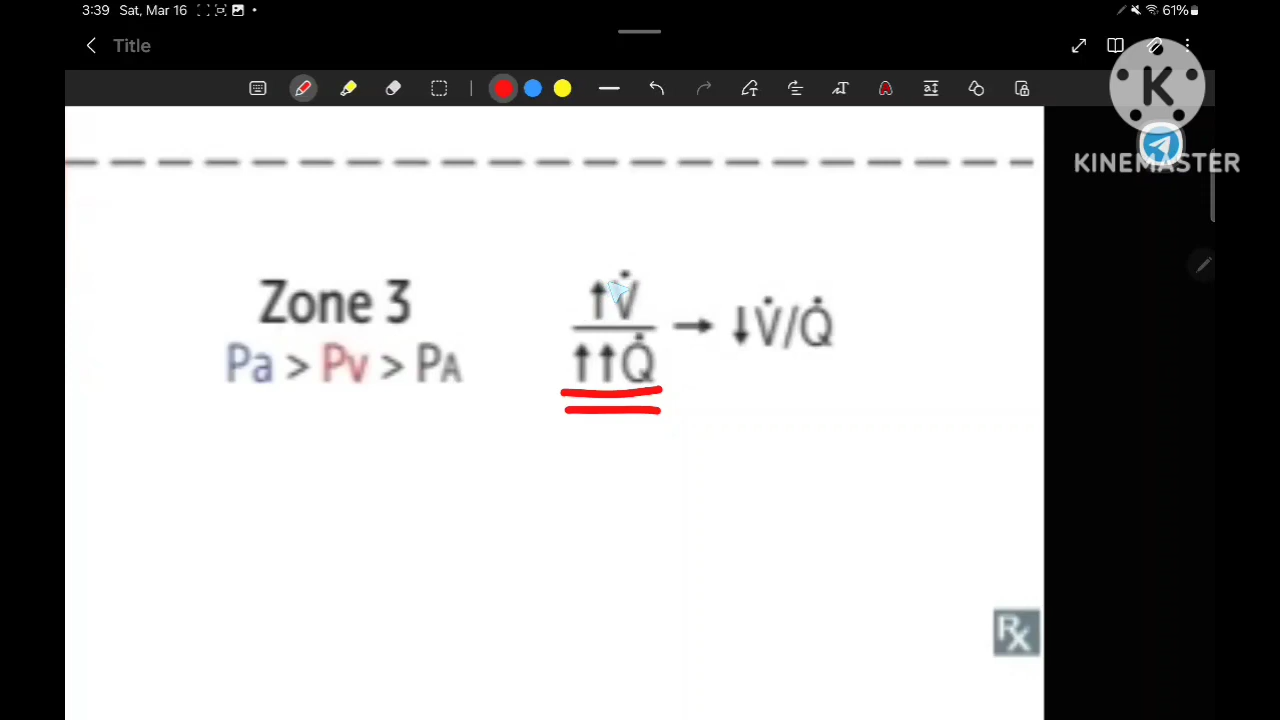 3:39 Sat, Mar 16
61%
Title
K
KINEMASTER
Zone 3
Pa > Pv > PA
↑V̇
↑↑Q̇
→ ↓V̇/Q̇
Rx